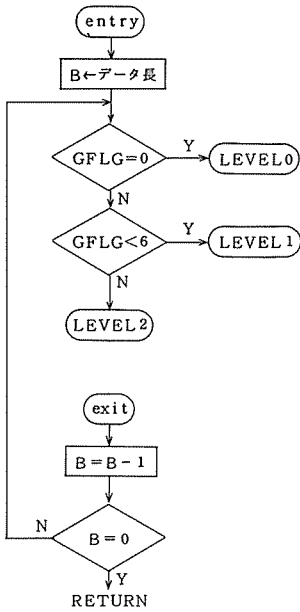 entry
B←データ長
GFLG=0
Y
LEVEL0
N
GFLG<6
Y
LEVEL1
N
LEVEL2
exit
B=B-1
N
B=0
Y
RETURN